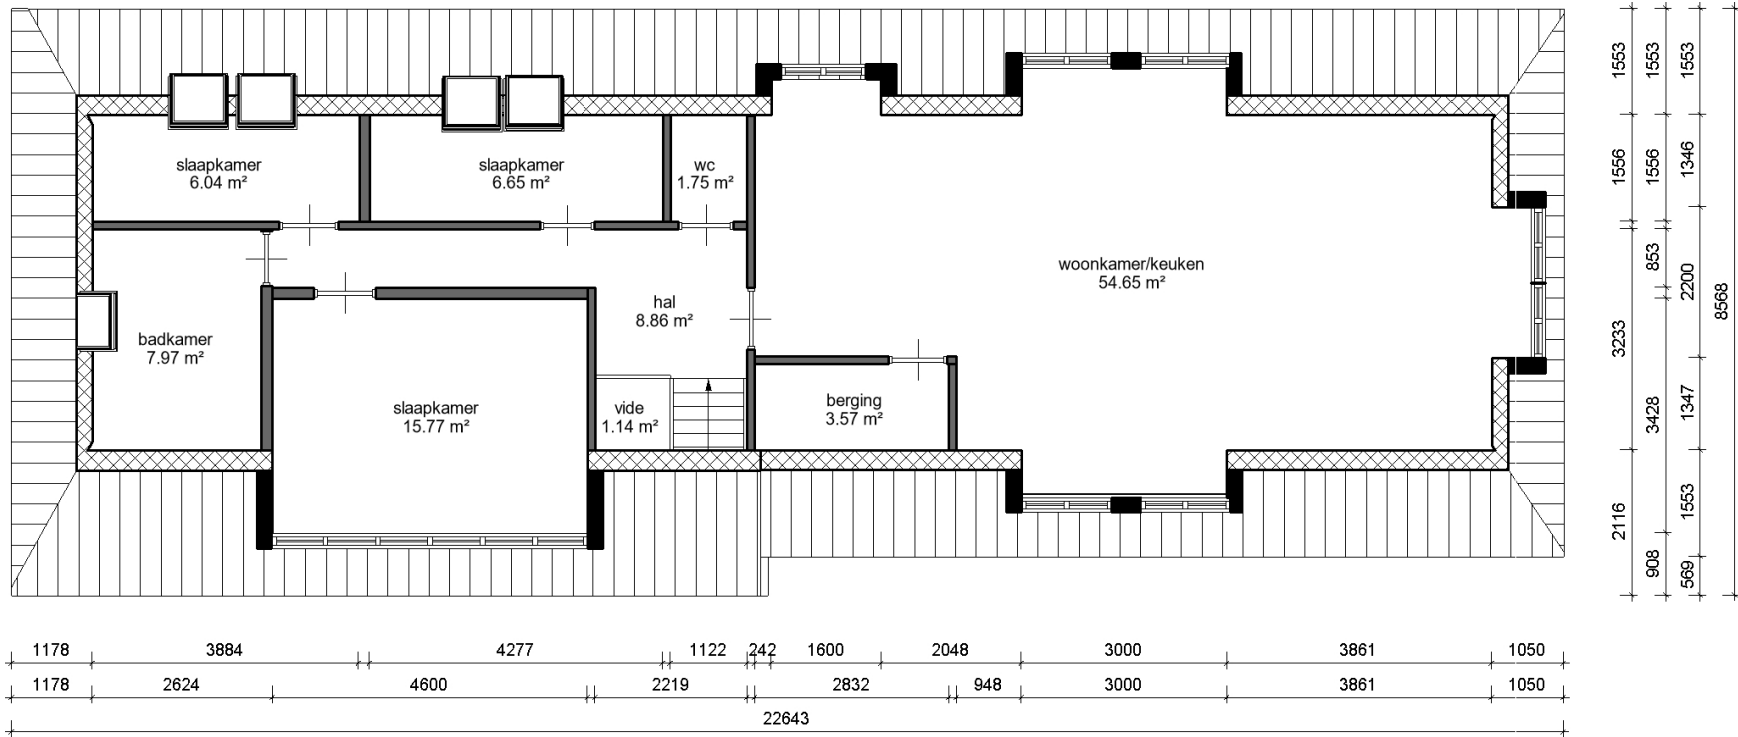 slaapkamer
6.04 m²
slaapkamer
6.65 m²
wc
1.75 m²
woonkamer/keuken
54.65 m²
hal
8.86 m²
badkamer
7.97 m²
slaapkamer
15.77 m²
vide
1.14 m²
berging
3.57 m²
1553
1556
3233
2116
1553
1556
853
3428
908
1553
1346
2200
1347
1553
569
8568
1178 3884 4277 1122 242 1600 2048 3000 3861 1050
1178 2624 4600 2219 2832 948 3000 3861 1050
22643